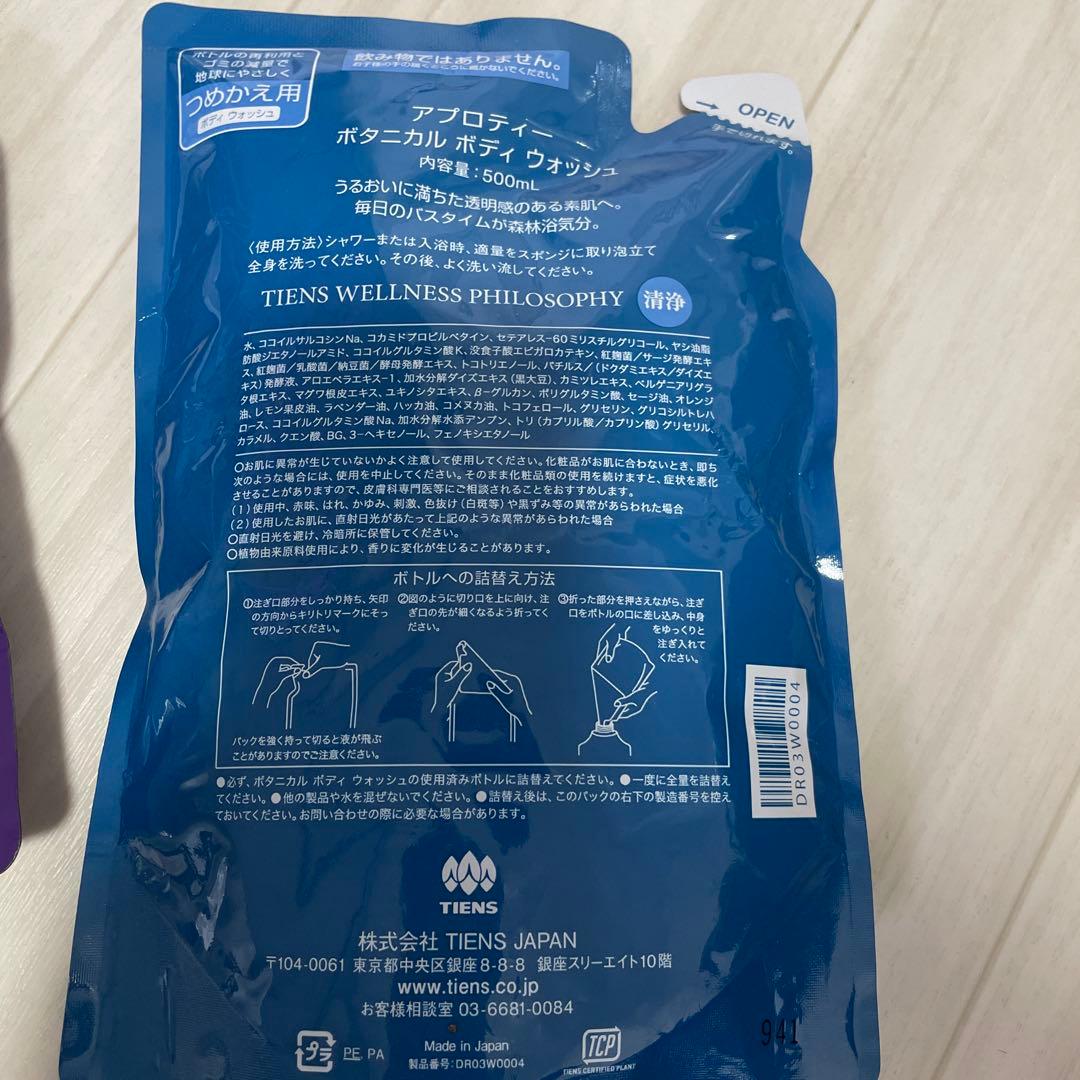 ボトルの再利用と
ゴミの減量で
地球にやさしく
つめかえ用
ボディ ウォッシュ
飲み物ではありません。
お子様の手の届くところに置かないでください。
→ OPEN
手で切れます。
アプロティー
ボタニカル ボディ ウォッシュ
内容量：500mL
うるおいに満ちた透明感のある素肌へ。
毎日のバスタイムが森林浴気分。
〈使用方法〉シャワーまたは入浴時、適量をスポンジに取り泡立て
全身を洗ってください。その後、よく洗い流してください。
TIENS WELLNESS PHILOSOPHY 清浄
水、ココイルサルコシンNa、コカミドプロピルベタイン、セテアレス-60ミリスチルグリコール、ヤシ油脂
肪酸ジエタノールアミド、ココイルグルタミン酸K、没食子酸エピガロカテキン、紅麹菌／サージ発酵エキ
ス、紅麹菌／乳酸菌／納豆菌／酵母発酵エキス、トコトリエノール、バチルス／（ドクダミエキス／ダイズエ
キス）発酵液、アロエベラエキス-1、加水分解ダイズエキス（黒大豆）、カミツレエキス、ベルゲニアリグラ
タ根エキス、マグワ根皮エキス、ユキノシタエキス、β-グルカン、ポリグルタミン酸、セージ油、オレンジ
油、レモン果皮油、ラベンダー油、ハッカ油、コメヌカ油、トコフェロール、グリセリン、グリコシルトレハ
ロース、ココイルグルタミン酸Na、加水分解水添デンプン、トリ（カプリル酸／カプリン酸）グリセリル、
カラメル、クエン酸、BG、3-ヘキセノール、フェノキシエタノール
○お肌に異常が生じていないかよく注意して使用してください。化粧品がお肌に合わないとき、即ち
次のような場合には、使用を中止してください。そのまま化粧品類の使用を続けますと、症状を悪化
させることがありますので、皮膚科専門医等にご相談されることをおすすめします。
（1）使用中、赤味、はれ、かゆみ、刺激、色抜け（白斑等）や黒ずみ等の異常があらわれた場合
（2）使用したお肌に、直射日光があたって上記のような異常があらわれた場合
○直射日光を避け、冷暗所に保管してください。
○植物由来原料使用により、香りに変化が生じることがあります。
ボトルへの詰替え方法
①注ぎ口部分をしっかり持ち、矢印
の方向からキリトリマークにそっ
て切りとってください。
②図のように切り口を上に向け、注
ぎ口の先が細くなるよう折ってく
ださい。
③折った部分を押さえながら、注ぎ
口をボトルの口に差し込み、中身
をゆっくりと
注ぎ入れて
ください。
パックを強く持って切ると液が飛ぶ
ことがありますのでご注意ください。
●必ず、ボタニカル ボディ ウォッシュの使用済みボトルに詰替えてください。●一度に全量を詰替え
てください。●他の製品や水を混ぜないでください。●詰替え後は、このパックの右下の製造番号を控え
ておいてください。お問い合わせの際に必要な場合があります。
DR03W0004
TIENS
株式会社 TIENS JAPAN
〒104-0061 東京都中央区銀座8-8-8 銀座スリーエイト10階
www.tiens.co.jp
お客様相談室 03-6681-0084
プラ PE, PA
Made in Japan
製品番号：DR03W0004
TCP
TIENS CERTIFIED PLANT
941